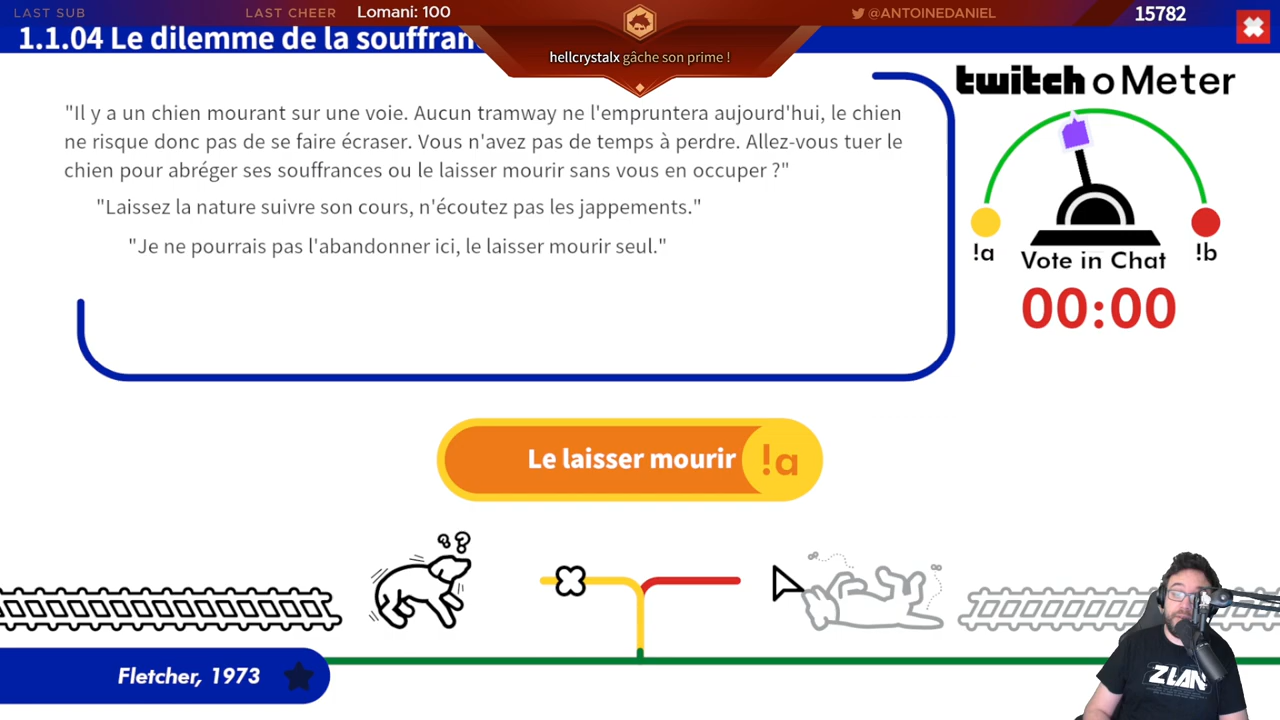 LAST SUB
LAST CHEER
Lomani: 100
@ANTOINEDANIEL
15782
1.1.04 Le dilemme de la souffran
hellcrystalx gâche son prime !
twitch o Meter
"Il y a un chien mourant sur une voie. Aucun tramway ne l'empruntera aujourd'hui, le chien
ne risque donc pas de se faire écraser. Vous n'avez pas de temps à perdre. Allez-vous tuer le
chien pour abréger ses souffrances ou le laisser mourir sans vous en occuper ?"
"Laissez la nature suivre son cours, n'écoutez pas les jappements."
"Je ne pourrais pas l'abandonner ici, le laisser mourir seul."
!a
!b
Vote in Chat
00:00
Le laisser mourir !a
? ?
Fletcher, 1973
ZLAN